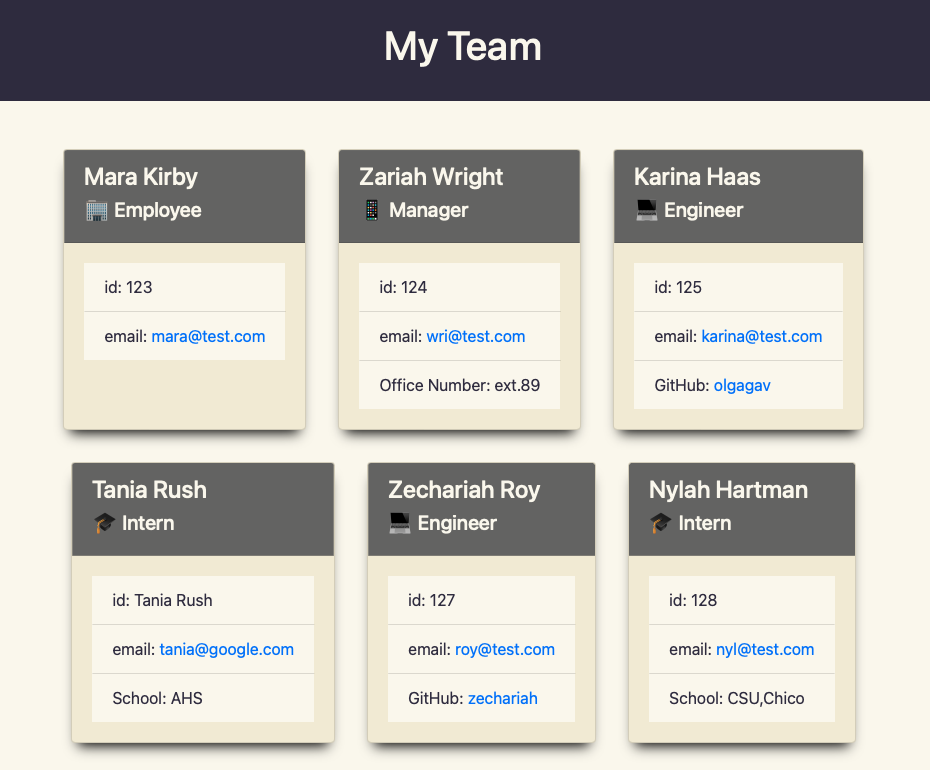 My Team
Mara Kirby
Employee
id: 123
email: mara@test.com
Zariah Wright
Manager
id: 124
email: wri@test.com
Office Number: ext.89
Karina Haas
Engineer
id: 125
email: karina@test.com
GitHub: olgagav
Tania Rush
Intern
id: Tania Rush
email: tania@google.com
School: AHS
Zechariah Roy
Engineer
id: 127
email: roy@test.com
GitHub: zechariah
Nylah Hartman
Intern
id: 128
email: nyl@test.com
School: CSU,Chico